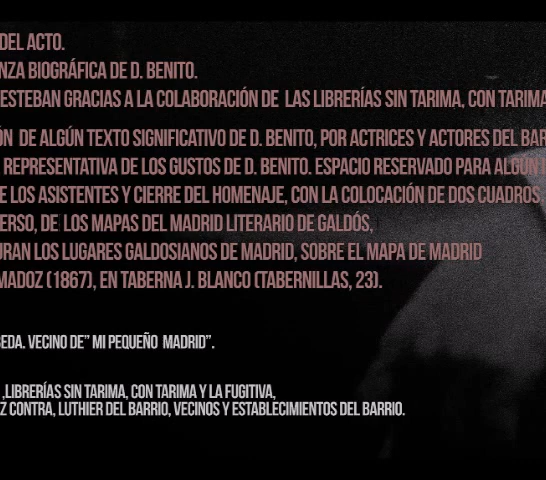 DEL ACTO.
NZA BIOGRÁFICA DE D. BENITO.
ESTEBAN GRACIAS A LA COLABORACIÓN DE LAS LIBRERÍAS SIN TARIMA, CON TARIMA
ÓN DE ALGÚN TEXTO SIGNIFICATIVO DE D. BENITO, POR ACTRICES Y ACTORES DEL BAR
REPRESENTATIVA DE LOS GUSTOS DE D. BENITO. ESPACIO RESERVADO PARA ALGÚN
E LOS ASISTENTES Y CIERRE DEL HOMENAJE, CON LA COLOCACIÓN DE DOS CUADROS
ERSO, DE LOS MAPAS DEL MADRID LITERARIO DE GALDÓS,
URAN LOS LUGARES GALDOSIANOS DE MADRID, SOBRE EL MAPA DE MADRID
MADOZ (1867), EN TABERNA J. BLANCO (TABERNILLAS, 23).
EDA. VECINO DE" MI PEQUEÑO MADRID".
,LIBRERÍAS SIN TARIMA, CON TARIMA Y LA FUGITIVA,
Z CONTRA, LUTHIER DEL BARRIO, VECINOS Y ESTABLECIMIENTOS DEL BARRIO.